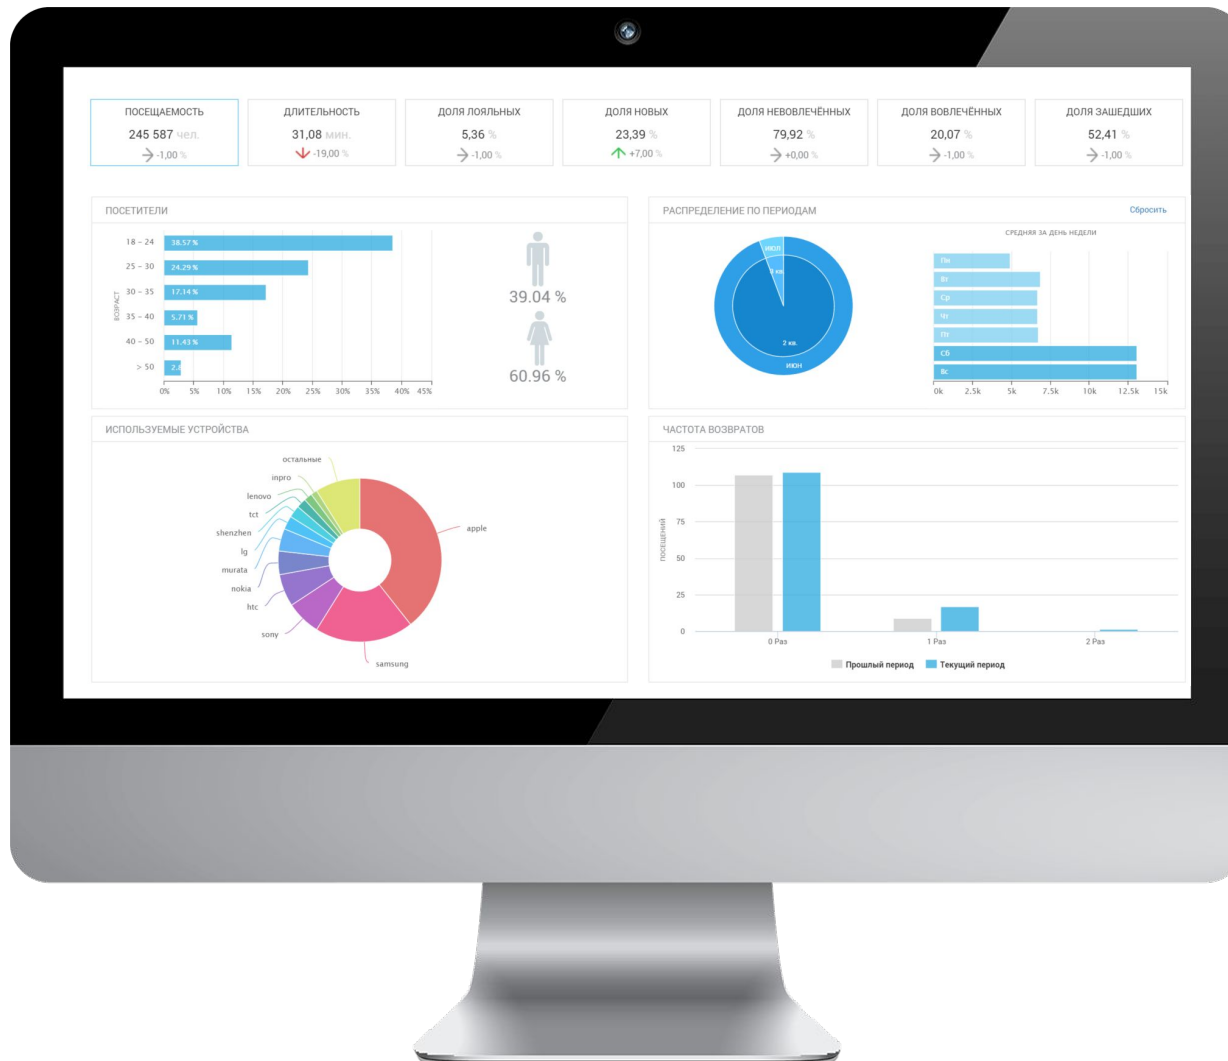 ПОСЕЩАЕМОСТЬ
245 587 чел.
-1,00 %
ДЛИТЕЛЬНОСТЬ
31,08 мин.
-19,00 %
ДОЛЯ ЛОЯЛЬНЫХ
5,36 %
-1,00 %
ДОЛЯ НОВЫХ
23,39 %
+7,00 %
ДОЛЯ НЕВОВЛЕЧЁННЫХ
79,92 %
+0,00 %
ДОЛЯ ВОВЛЕЧЁННЫХ
20,07 %
-1,00 %
ДОЛЯ ЗАШЕДШИХ
52,41 %
-1,00 %
ПОСЕТИТЕЛИ
ВОЗРАСТ
18 – 24 38.57 %
25 – 30 24.29 %
30 – 35 17.14 %
35 – 40 5.71 %
40 – 50 11.43 %
> 50 2.8
0% 5% 10% 15% 20% 25% 30% 35% 40% 45%
39.04 %
60.96 %
РАСПРЕДЕЛЕНИЕ ПО ПЕРИОДАМ
Сбросить
июл
3 кв.
2 кв.
июн
СРЕДНЯЯ ЗА ДЕНЬ НЕДЕЛИ
Пн
Вт
Ср
Чт
Пт
Сб
Вс
0k 2.5k 5k 7.5k 10k 12.5k 15k
ИСПОЛЬЗУЕМЫЕ УСТРОЙСТВА
остальные
inpro
lenovo
tct
shenzhen
lg
murata
nokia
htc
sony
samsung
apple
ЧАСТОТА ВОЗВРАТОВ
ПОСЕЩЕНИЙ
125
100
75
50
25
0
0 Раз 1 Раз 2 Раз
Прошлый период Текущий период